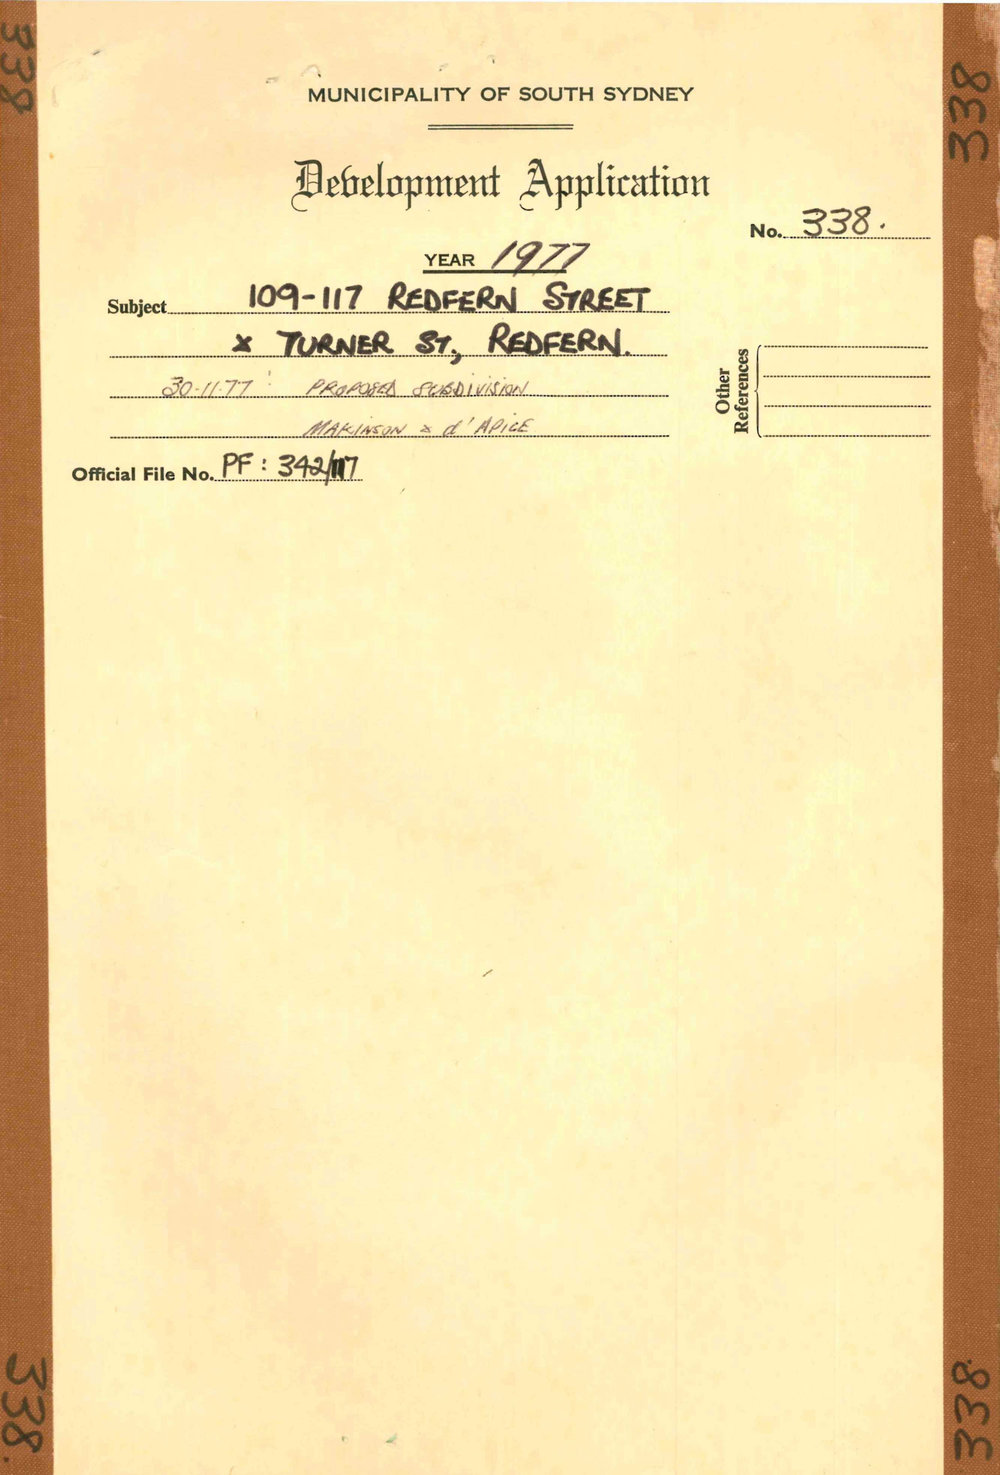 MUNICIPALITY OF SOUTH SYDNEY
Development Application
No. 338.
YEAR 1977
Subject 109-117 REDFERN STREET
& TURNER ST., REDFERN.
30-11-77: PROPOSED SUBDIVISION
MAKINSON & d'APICE
Other References
Official File No. PF: 342/117
338
338
338.
338